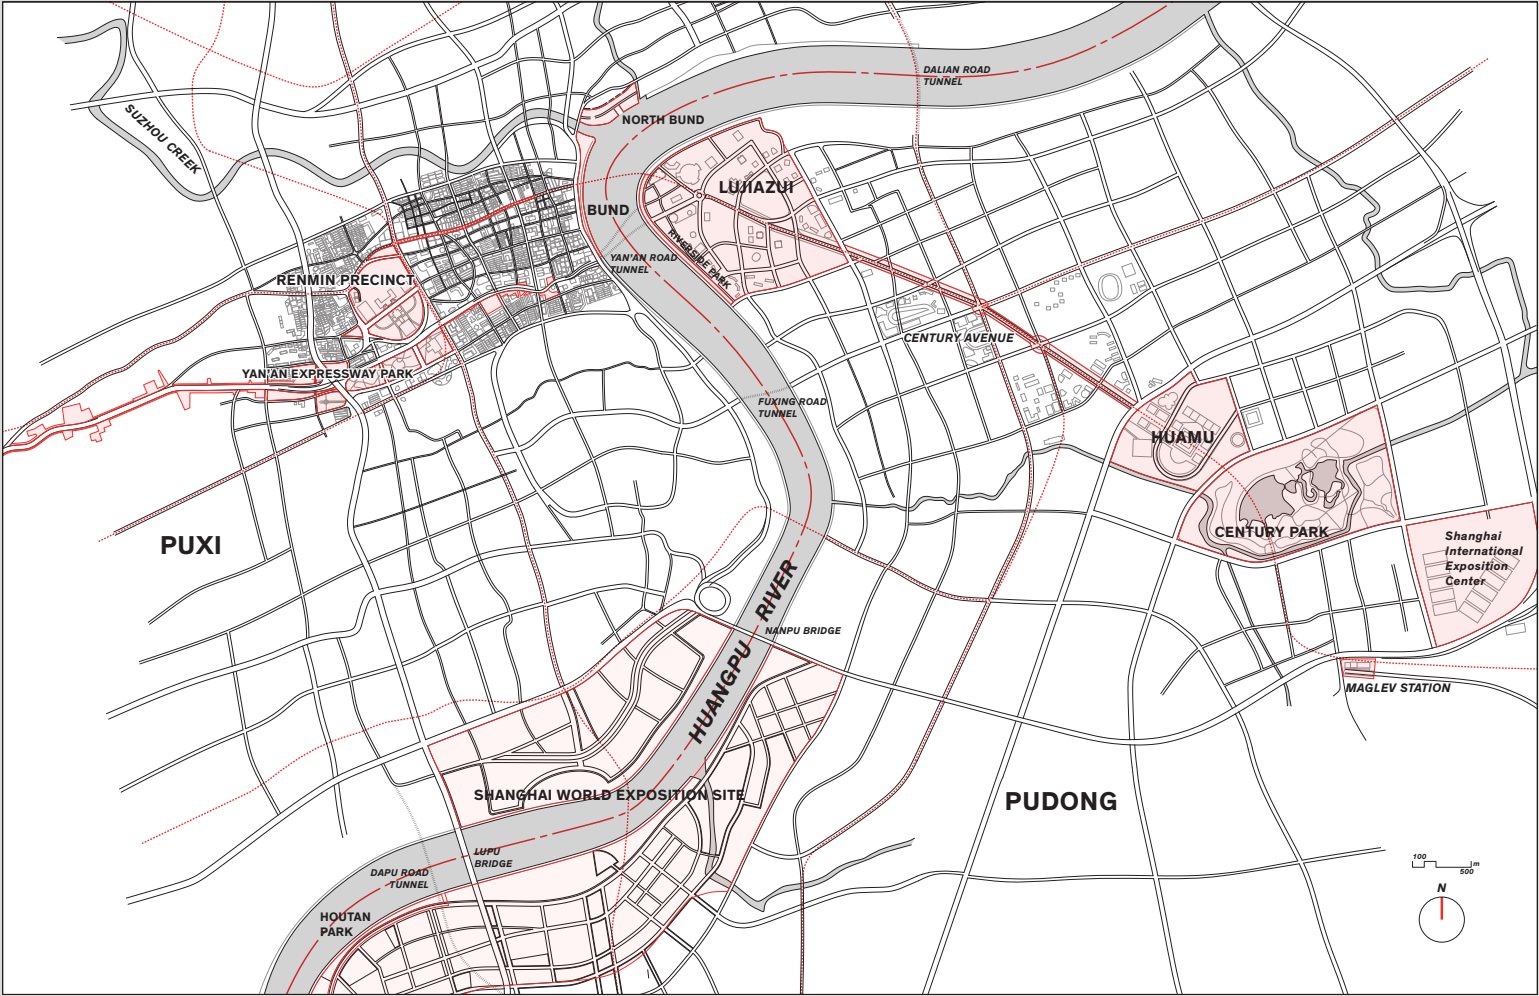 DALIAN ROAD
TUNNEL
SUZHOU CREEK
NORTH BUND
LUJIAZUI
BUND
RIVERSIDE PARK
YAN'AN ROAD
TUNNEL
RENMIN PRECINCT
CENTURY AVENUE
YAN'AN EXPRESSWAY PARK
FUXING ROAD
TUNNEL
HUAMU
CENTURY PARK
Shanghai
International
Exposition
Center
PUXI
HUANGPU RIVER
NANPU BRIDGE
MAGLEV STATION
SHANGHAI WORLD EXPOSITION SITE
PUDONG
LUPU
BRIDGE
DAPU ROAD
TUNNEL
HOUTAN
PARK
100
m
500
N